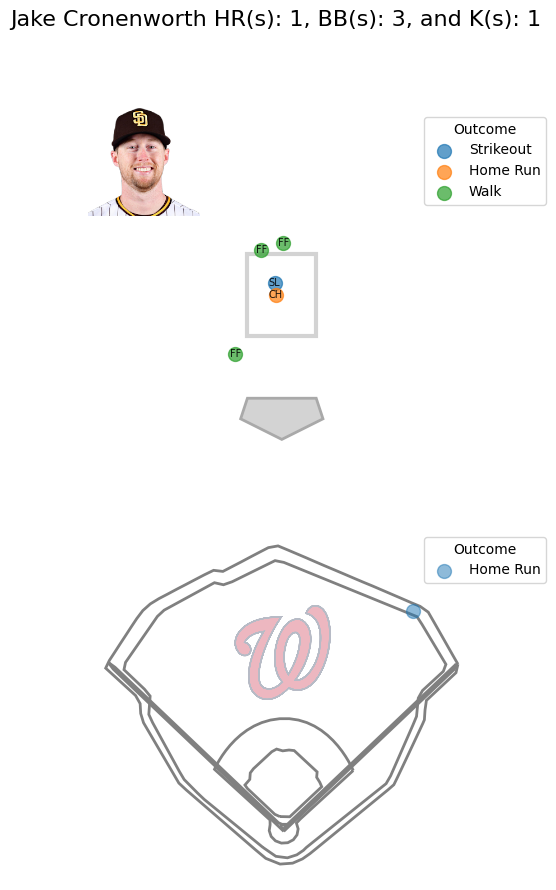 Jake Cronenworth HR(s): 1, BB(s): 3, and K(s): 1
SD
Outcome
Strikeout
Home Run
Walk
FF
FF
SL
CH
FF
Outcome
Home Run
W